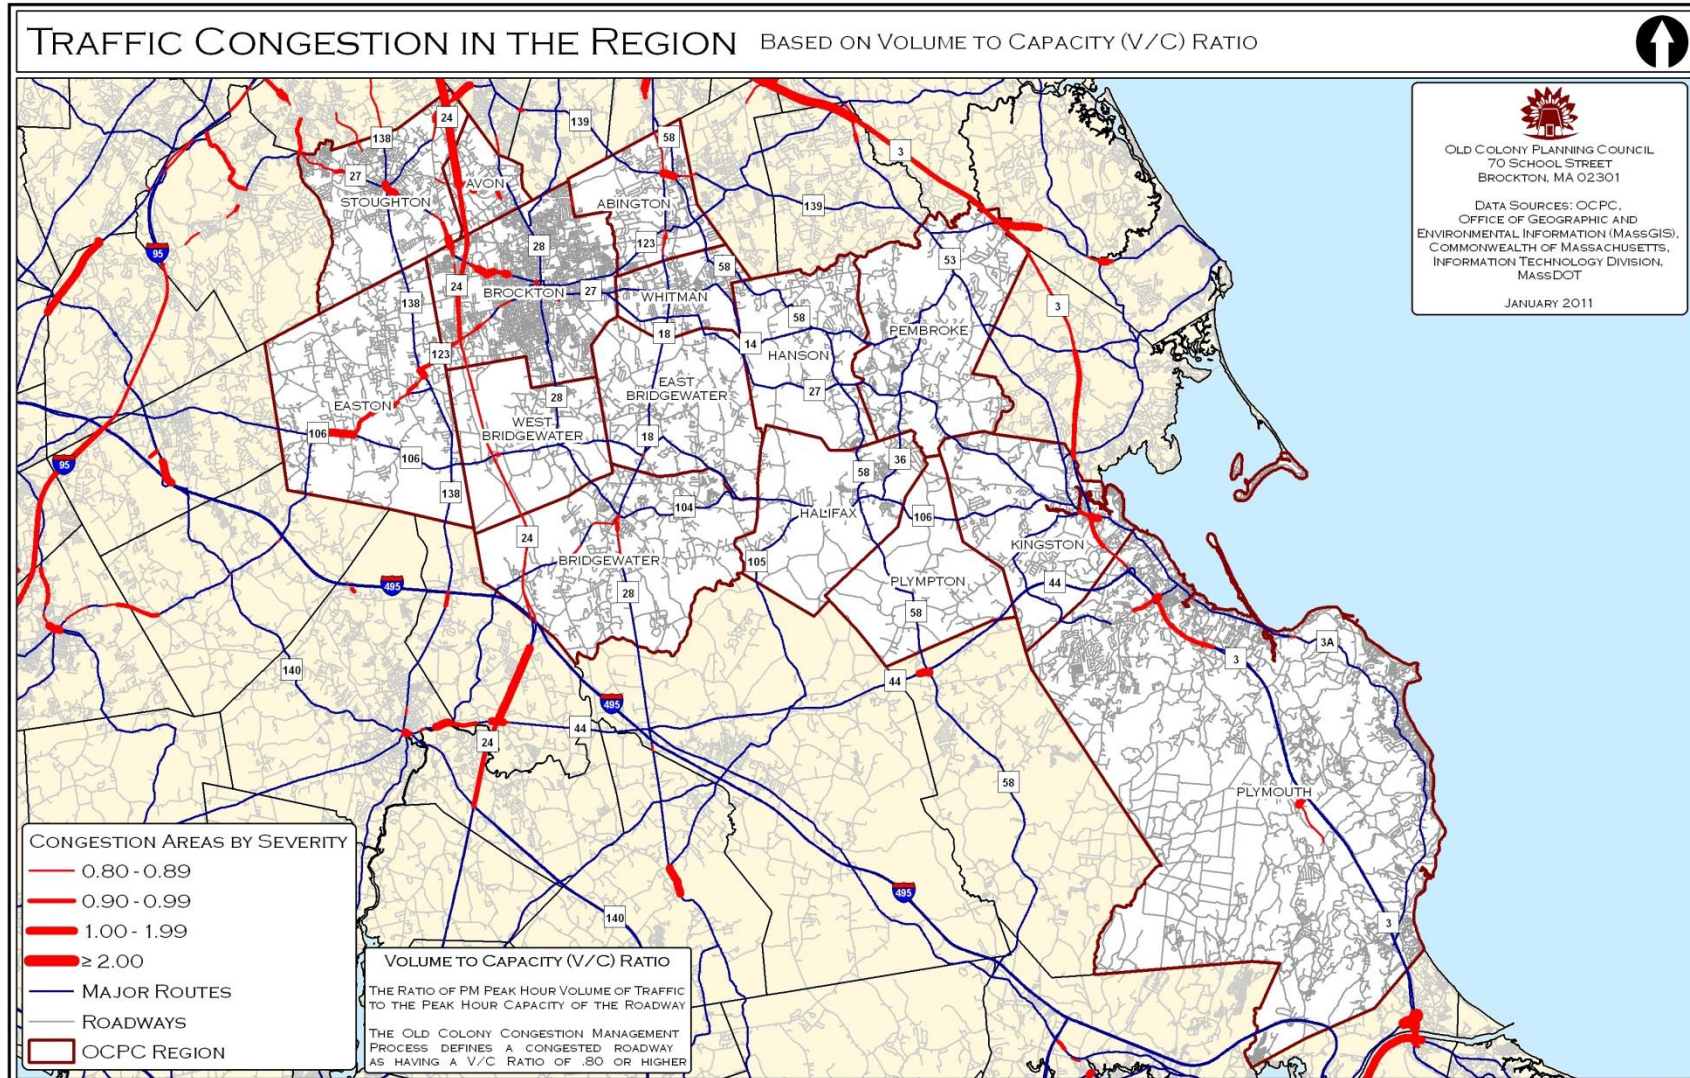 TRAFFIC CONGESTION IN THE REGION BASED ON VOLUME TO CAPACITY (V/C) RATIO
OLD COLONY PLANNING COUNCIL
70 SCHOOL STREET
BROCKTON, MA 02301
DATA SOURCES: OCPC,
OFFICE OF GEOGRAPHIC AND
ENVIRONMENTAL INFORMATION (MASSGIS),
COMMONWEALTH OF MASSACHUSETTS,
INFORMATION TECHNOLOGY DIVISION,
MASSDOT
JANUARY 2011
24
139
138
58
3
27
AVON
STOUGHTON
ABINGTON
139
28
123
95
53
58
24
BROCKTON
27
WHITMAN
138
3
58
18
PEMBROKE
14
HANSON
123
EAST
BRIDGEWATER
27
28
EASTON
WEST
BRIDGEWATER
106
18
106
95
36
58
138
104
HALIFAX
106
24
KINGSTON
BRIDGEWATER
105
495
PLYMPTON
44
28
58
3A
3
140
44
495
44
24
58
PLYMOUTH
495
140
3
CONGESTION AREAS BY SEVERITY
0.80 - 0.89
0.90 - 0.99
1.00 - 1.99
≥ 2.00
MAJOR ROUTES
ROADWAYS
OCPC REGION
VOLUME TO CAPACITY (V/C) RATIO
THE RATIO OF PM PEAK HOUR VOLUME OF TRAFFIC
TO THE PEAK HOUR CAPACITY OF THE ROADWAY
THE OLD COLONY CONGESTION MANAGEMENT
PROCESS DEFINES A CONGESTED ROADWAY
AS HAVING A V/C RATIO OF .80 OR HIGHER